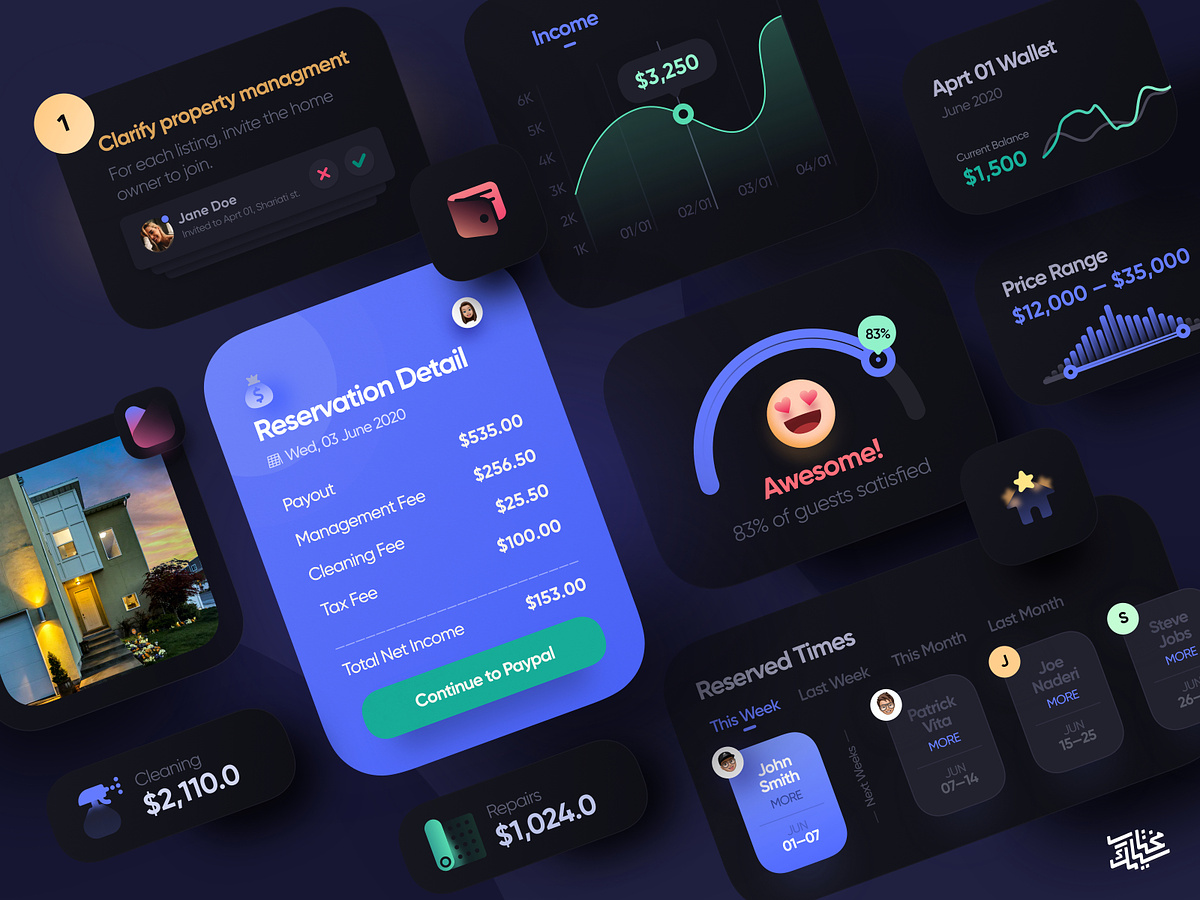 1
Clarify property managment
For each listing, invite the home
owner to join.
Jane Doe
Invited to Aprt 01, Shariati st.
Income
$3,250
6K
5K
4K
3K
2K
1K
01/01
02/01
03/01
04/01
Aprt 01 Wallet
June 2020
Current Balance
$1,500
Price Range
$12,000 — $35,000
Reservation Detail
Wed, 03 June 2020
Payout $535.00
Management Fee $256.50
Cleaning Fee $25.50
Tax Fee $100.00
Total Net Income $153.00
Continue to Paypal
83%
Awesome!
83% of guests satisfied
Cleaning
$2,110.0
Repairs
$1,024.0
Reserved Times
This Week
Last Week
This Month
Last Month
John
Smith
MORE
JUN
01—07
Next Weeks
Patrick
Vita
MORE
JUN
07—14
J
Joe
Naderi
MORE
JUN
15—25
S
Steve
Jobs
MORE
JUN